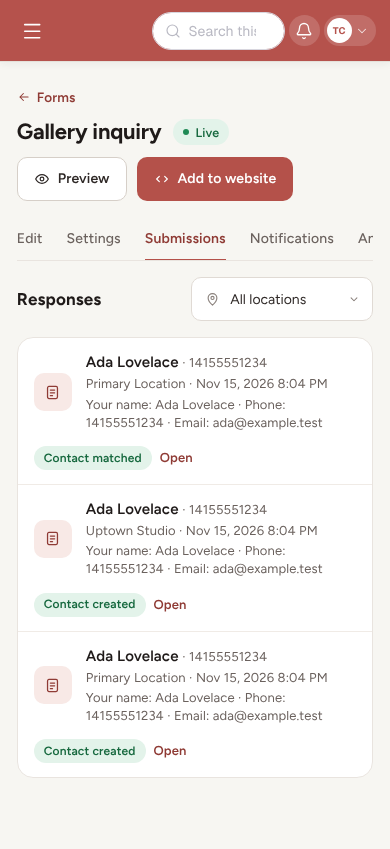 Search this
TC
Forms
Gallery inquiry
Live
Preview
Add to website
Edit Settings Submissions Notifications An
Responses
All locations
Ada Lovelace · 14155551234
Primary Location · Nov 15, 2026 8:04 PM
Your name: Ada Lovelace · Phone:
14155551234 · Email: ada@example.test
Contact matched Open
Ada Lovelace · 14155551234
Uptown Studio · Nov 15, 2026 8:04 PM
Your name: Ada Lovelace · Phone:
14155551234 · Email: ada@example.test
Contact created Open
Ada Lovelace · 14155551234
Primary Location · Nov 15, 2026 8:04 PM
Your name: Ada Lovelace · Phone:
14155551234 · Email: ada@example.test
Contact created Open